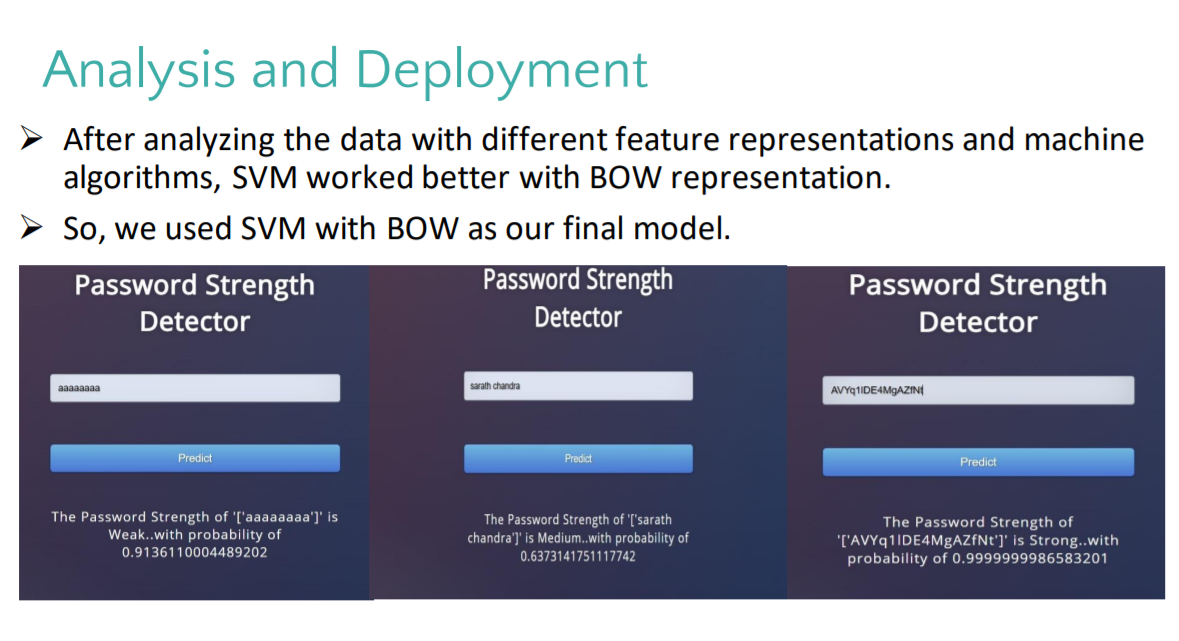 Analysis and Deployment
➢ After analyzing the data with different feature representations and machine
algorithms, SVM worked better with BOW representation.
➢ So, we used SVM with BOW as our final model.
Password Strength
Detector
aaaaaaaa
Predict
The Password Strength of '['aaaaaaaa']' is
Weak..with probability of
0.9136110004489202
Password Strength
Detector
sarath chandra
Predict
The Password Strength of '['sarath
chandra']' is Medium..with probability of
0.6373141751117742
Password Strength
Detector
AVYq1lDE4MgAZfNt
Predict
The Password Strength of
'['AVYq1lDE4MgAZfNt']' is Strong..with
probability of 0.9999999986583201